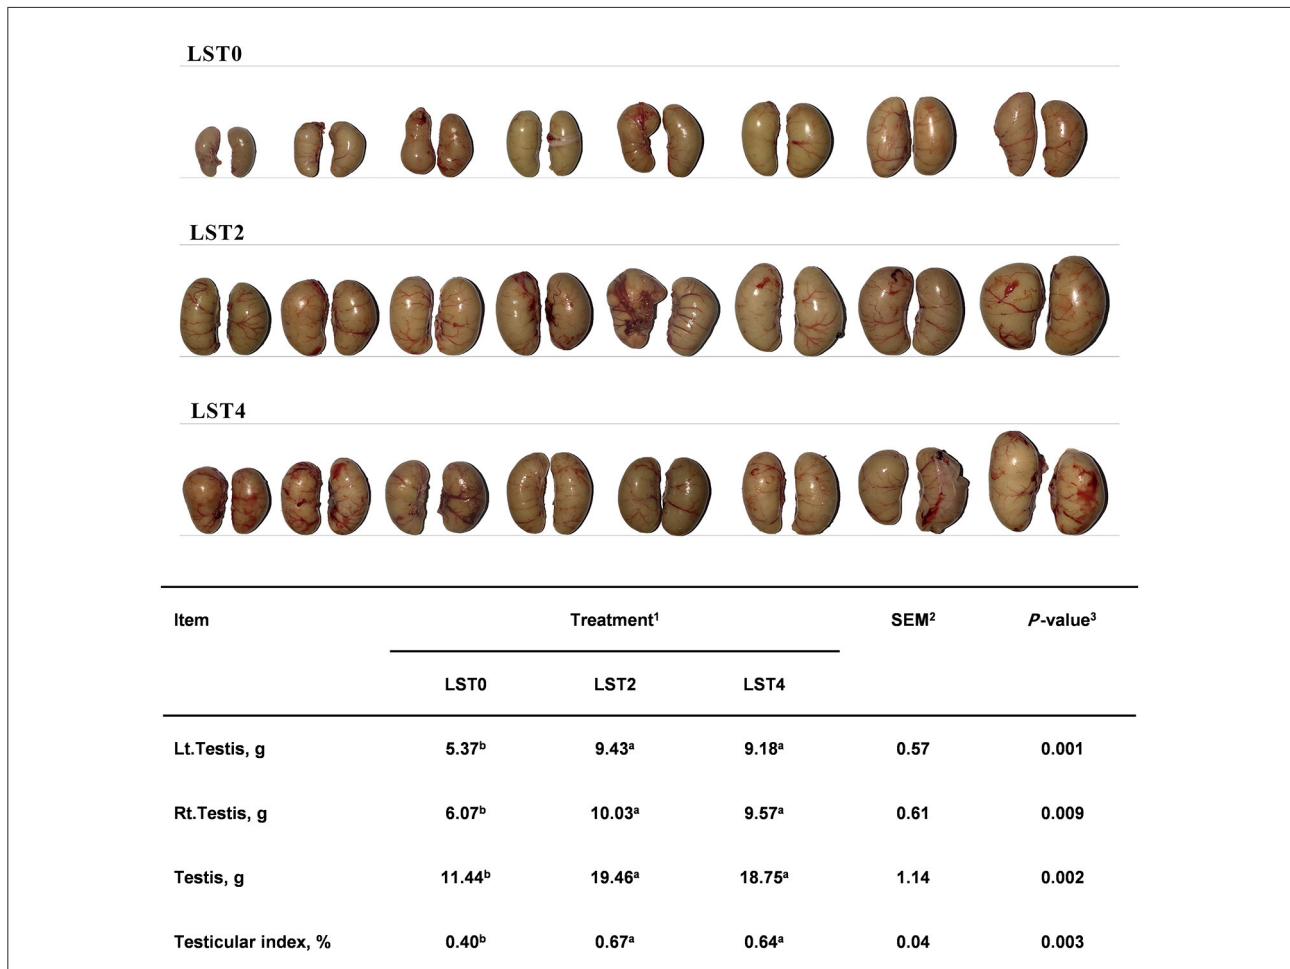 LST0
LST2
LST4
Item Treatment¹ SEM² P-value³
LST0 LST2 LST4
Lt.Testis, g 5.37ᵇ 9.43ᵃ 9.18ᵃ 0.57 0.001
Rt.Testis, g 6.07ᵇ 10.03ᵃ 9.57ᵃ 0.61 0.009
Testis, g 11.44ᵇ 19.46ᵃ 18.75ᵃ 1.14 0.002
Testicular index, % 0.40ᵇ 0.67ᵃ 0.64ᵃ 0.04 0.003